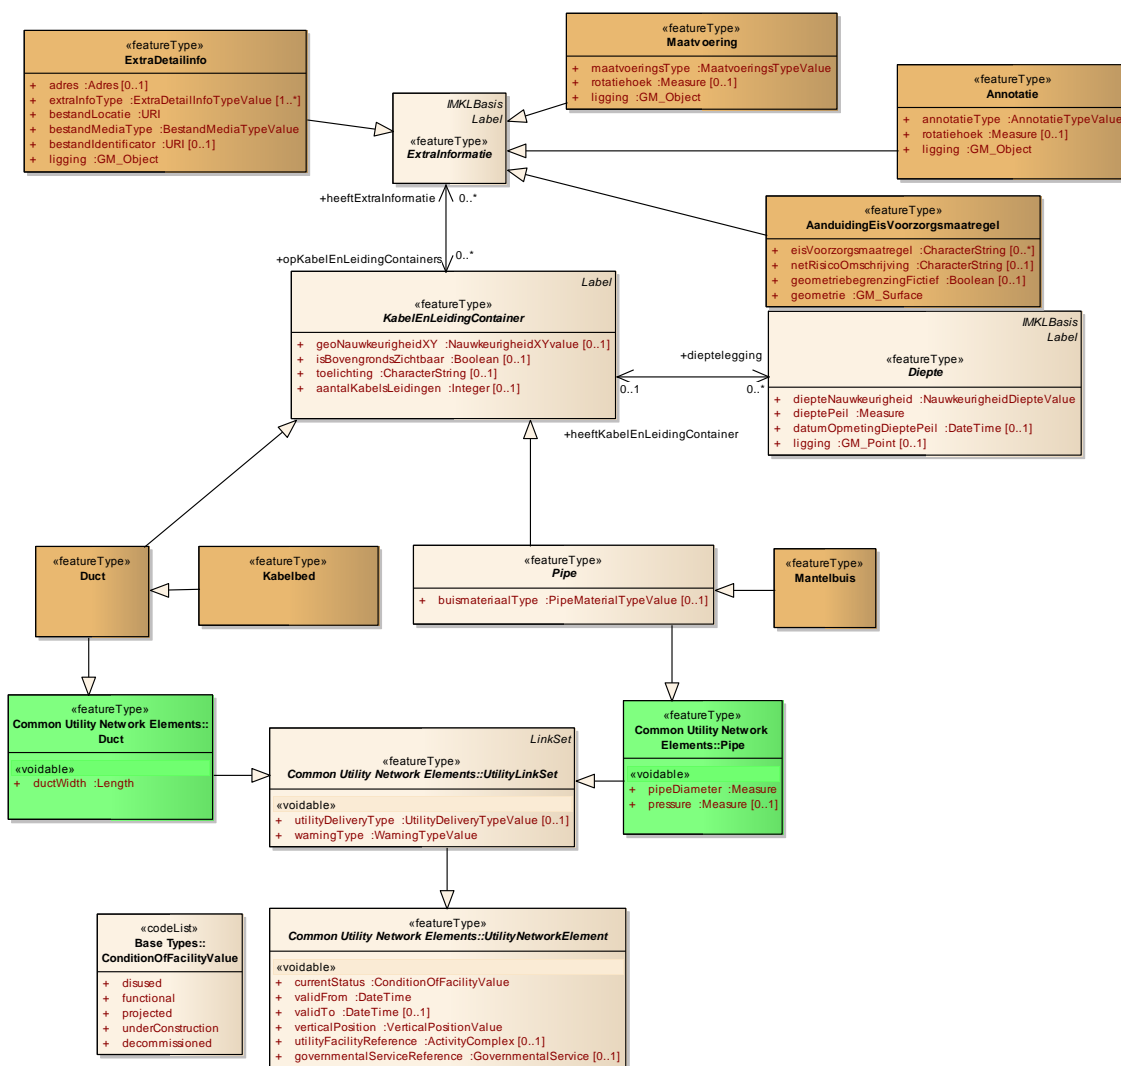 «featureType»
ExtraDetailinfo
+ adres :Adres [0..1]
+ extraInfoType :ExtraDetailInfoTypeValue [1..*]
+ bestandLocatie :URI
+ bestandMediaType :BestandMediaTypeValue
+ bestandIdentificator :URI [0..1]
+ ligging :GM_Object
«featureType»
Maatvoering
+ maatvoeringsType :MaatvoeringsTypeValue
+ rotatiehoek :Measure [0..1]
+ ligging :GM_Object
«featureType»
Annotatie
+ annotatieType :AnnotatieTypeValue
+ rotatiehoek :Measure [0..1]
+ ligging :GM_Object
IMKLBasis
Label
«featureType»
ExtraInformatie
+heeftExtraInformatie
0..*
«featureType»
AanduidingEisVoorzorgsmaatregel
+ eisVoorzorgsmaatregel :CharacterString [0..*]
+ netRisicoOmschrijving :CharacterString [0..1]
+ geometriebegrenzingFictief :Boolean [0..1]
+ geometrie :GM_Surface
0..*
+opKabelEnLeidingContainers
Label
«featureType»
KabelEnLeidingContainer
+ geoNauwkeurigheidXY :NauwkeurigheidXYvalue [0..1]
+ isBovengrondsZichtbaar :Boolean [0..1]
+ toelichting :CharacterString [0..1]
+ aantalKabelsLeidingen :Integer [0..1]
+dieptelegging
0..1
0..*
+heeftKabelEnLeidingContainer
IMKLBasis
Label
«featureType»
Diepte
+ diepteNauwkeurigheid :NauwkeurigheidDiepteValue
+ dieptePeil :Measure
+ datumOpmetingDieptePeil :DateTime [0..1]
+ ligging :GM_Point [0..1]
«featureType»
Duct
«featureType»
Kabelbed
«featureType»
Pipe
+ buismateriaalType :PipeMaterialTypeValue [0..1]
«featureType»
Mantelbuis
«featureType»
Common Utility Network Elements::
Duct
«voidable»
+ ductWidth :Length
LinkSet
«featureType»
Common Utility Network Elements::UtilityLinkSet
«voidable»
+ utilityDeliveryType :UtilityDeliveryTypeValue [0..1]
+ warningType :WarningTypeValue
«featureType»
Common Utility Network
Elements::Pipe
«voidable»
+ pipeDiameter :Measure
+ pressure :Measure [0..1]
«codeList»
Base Types::
ConditionOfFacilityValue
+ disused
+ functional
+ projected
+ underConstruction
+ decommissioned
«featureType»
Common Utility Network Elements::UtilityNetworkElement
«voidable»
+ currentStatus :ConditionOfFacilityValue
+ validFrom :DateTime
+ validTo :DateTime [0..1]
+ verticalPosition :VerticalPositionValue
+ utilityFacilityReference :ActivityComplex [0..1]
+ governmentalServiceReference :GovernmentalService [0..1]